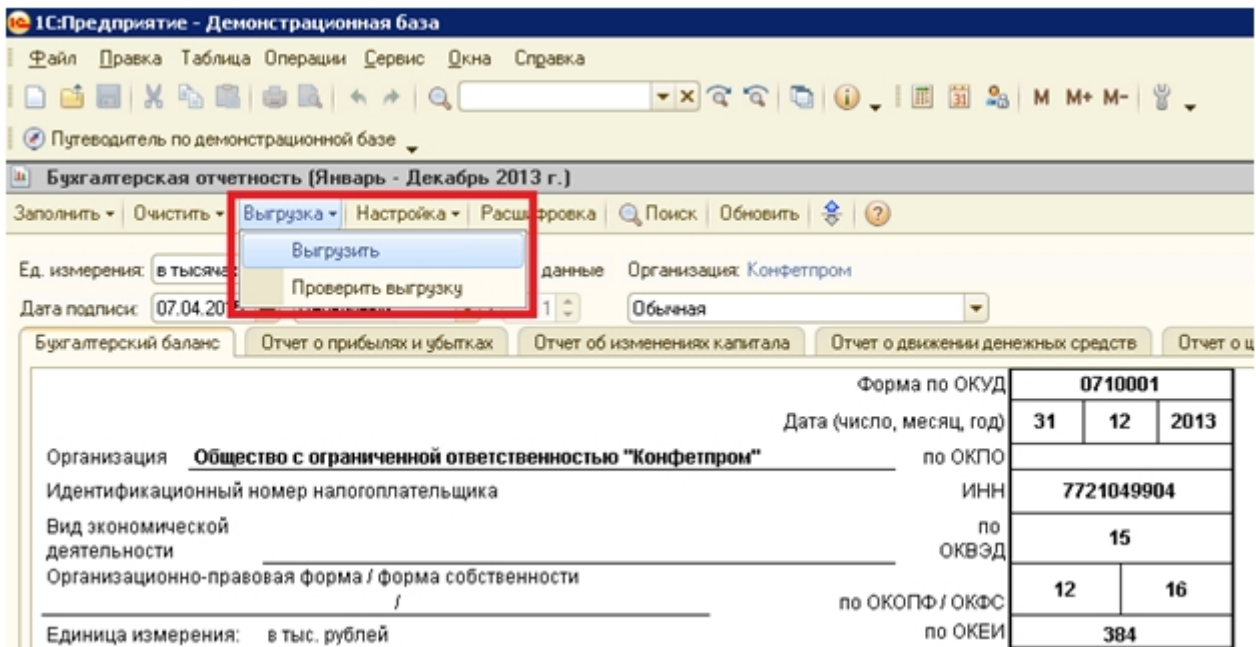 1С:Предприятие - Демонстрационная база
Файл Правка Таблица Операции Сервис Окна Справка
M M+ M-
Путеводитель по демонстрационной базе
Бухгалтерская отчетность (Январь - Декабрь 2013 г.)
Заполнить Очистить Выгрузка Настройка Расшифровка Поиск Обновить
Выгрузить
Ед. измерения: в тысячах данные Организация: Конфетпром
Проверить выгрузку
Дата подписи: 07.04.201 1 Обычная
Бухгалтерский баланс Отчет о прибылях и убытках Отчет об изменениях капитала Отчет о движении денежных средств Отчет о ц
Форма по ОКУД 0710001
Дата (число, месяц, год) 31 12 2013
Организация Общество с ограниченной ответственностью "Конфетпром" по ОКПО
Идентификационный номер налогоплательщика ИНН 7721049904
Вид экономической деятельности по ОКВЭД 15
Организационно-правовая форма / форма собственности
/ по ОКОПФ / ОКФС 12 16
Единица измерения: в тыс. рублей по ОКЕИ 384